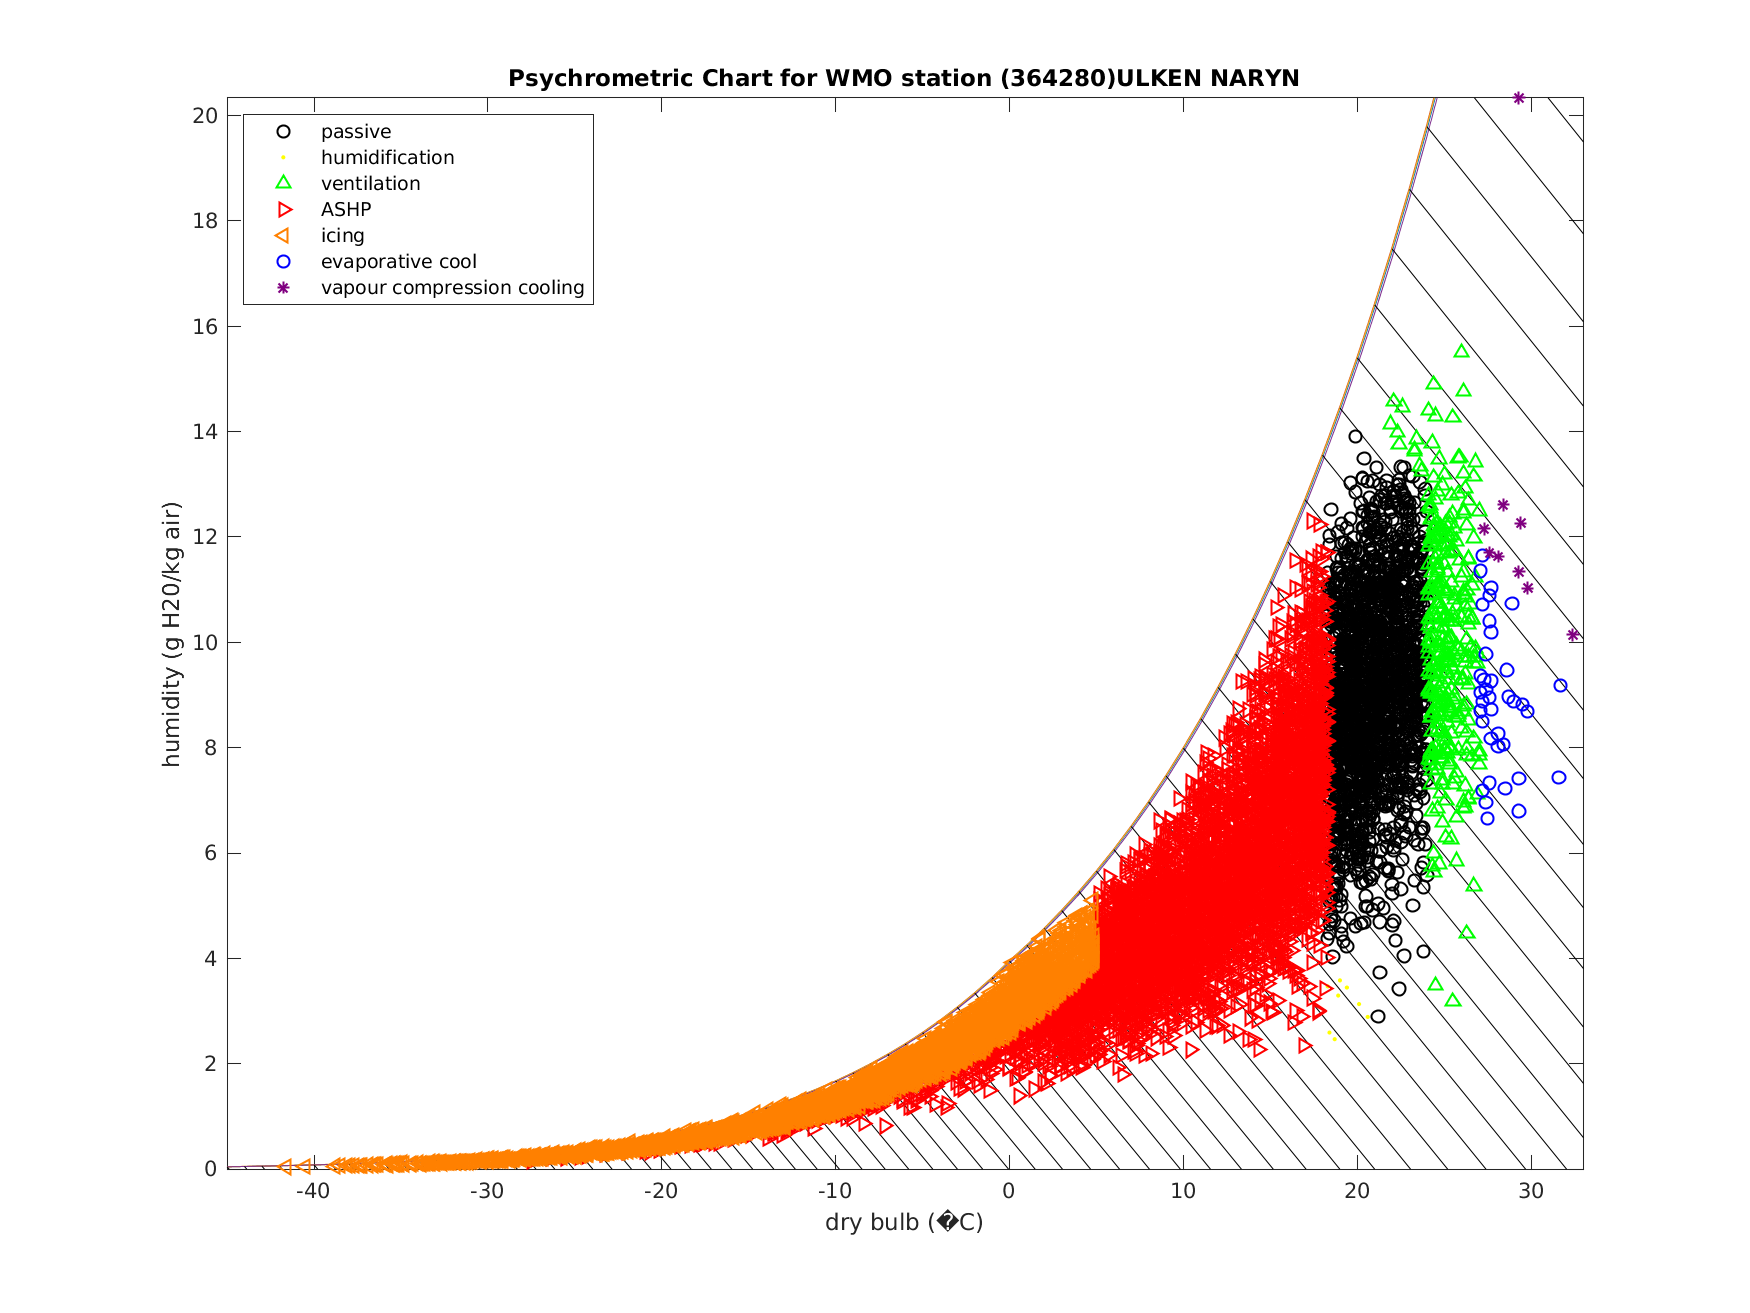 Psychrometric Chart for WMO station (364280)ULKEN NARYN
passive
humidification
ventilation
ASHP
icing
evaporative cool
vapour compression cooling
humidity (g H20/kg air)
20
18
16
14
12
10
8
6
4
2
0
-40 -30 -20 -10 0 10 20 30
dry bulb (�C)